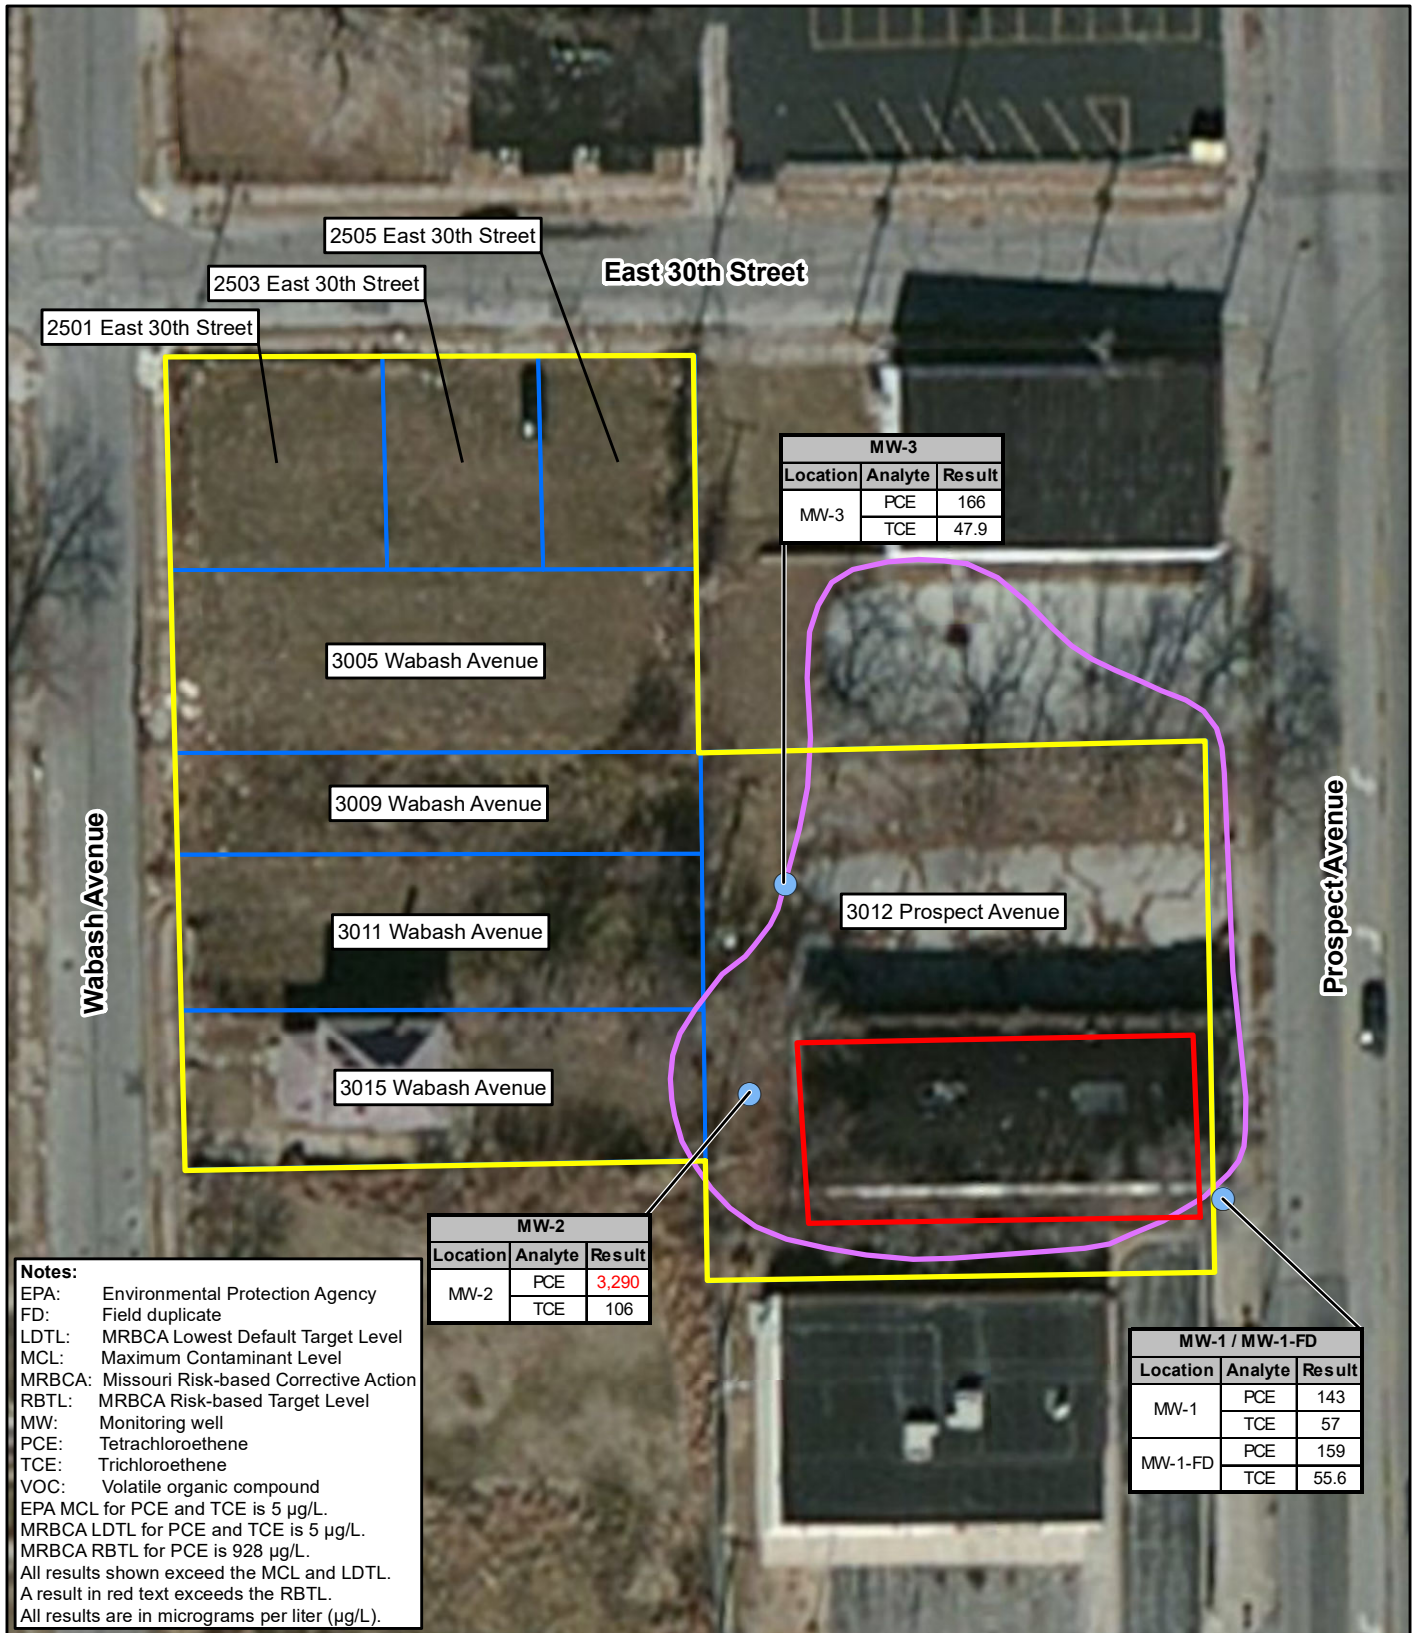 2505 East 30th Street
East 30th Street
2503 East 30th Street
2501 East 30th Street
MW-3
Location Analyte Result
MW-3 PCE 166
TCE 47.9
3005 Wabash Avenue
3009 Wabash Avenue
3012 Prospect Avenue
3011 Wabash Avenue
3015 Wabash Avenue
Wabash Avenue
Prospect Avenue
MW-2
Location Analyte Result
MW-2 PCE 3,290
TCE 106
MW-1 / MW-1-FD
Location Analyte Result
MW-1 PCE 143
TCE 57
MW-1-FD PCE 159
TCE 55.6
Notes:
EPA: Environmental Protection Agency
FD: Field duplicate
LDTL: MRBCA Lowest Default Target Level
MCL: Maximum Contaminant Level
MRBCA: Missouri Risk-based Corrective Action
RBTL: MRBCA Risk-based Target Level
MW: Monitoring well
PCE: Tetrachloroethene
TCE: Trichloroethene
VOC: Volatile organic compound
EPA MCL for PCE and TCE is 5 µg/L.
MRBCA LDTL for PCE and TCE is 5 µg/L.
MRBCA RBTL for PCE is 928 µg/L.
All results shown exceed the MCL and LDTL.
A result in red text exceeds the RBTL.
All results are in micrograms per liter (µg/L).